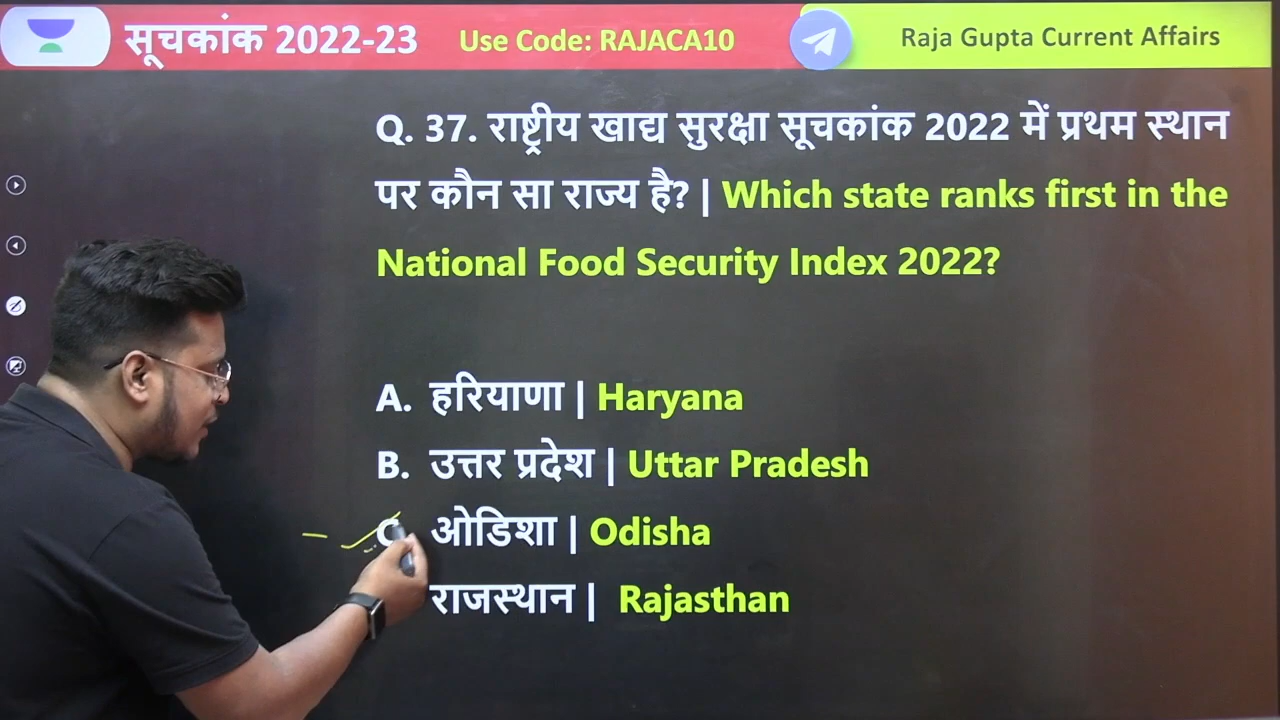 सूचकांक 2022-23
Use Code: RAJACA10
Raja Gupta Current Affairs
Q. 37. राष्ट्रीय खाद्य सुरक्षा सूचकांक 2022 में प्रथम स्थान
पर कौन सा राज्य है? | Which state ranks first in the
National Food Security Index 2022?
A. हरियाणा | Haryana
B. उत्तर प्रदेश | Uttar Pradesh
C ओडिशा | Odisha
राजस्थान | Rajasthan